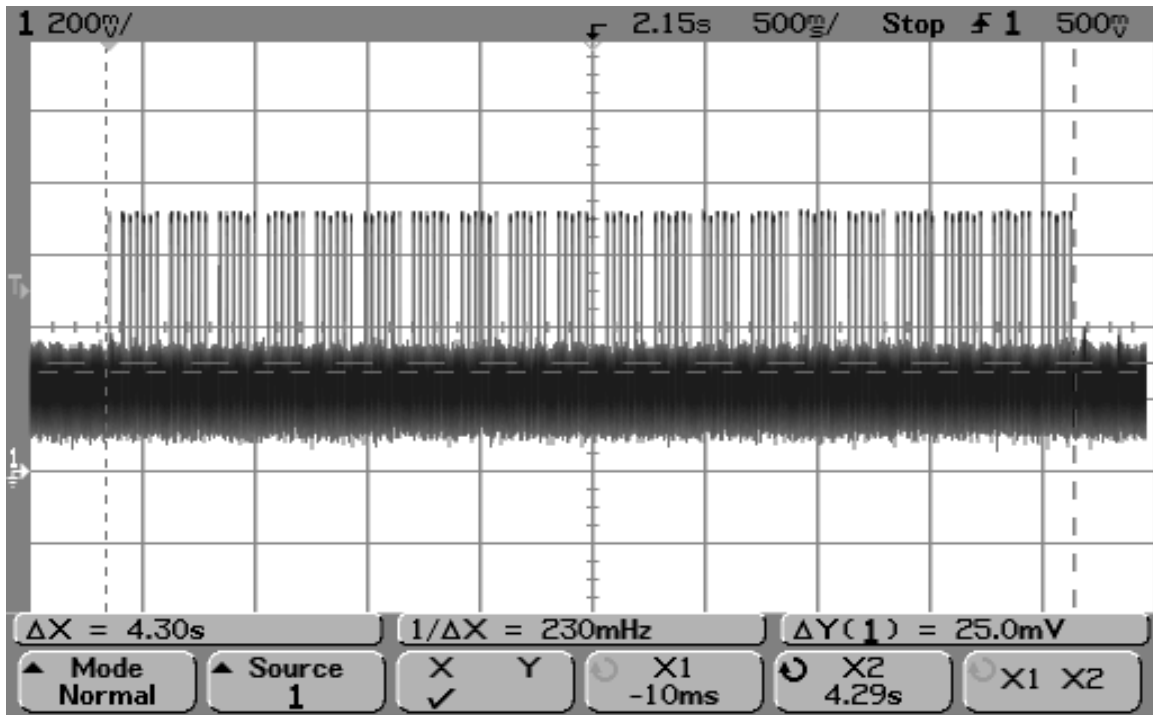 1 200mV/ 2.15s 500ms/ Stop 1 500mV
T
1
ΔX = 4.30s 1/ΔX = 230mHz ΔY(1) = 25.0mV
Mode Source X Y X1 X2 X1 X2
Normal 1 ✓ -10ms 4.29s